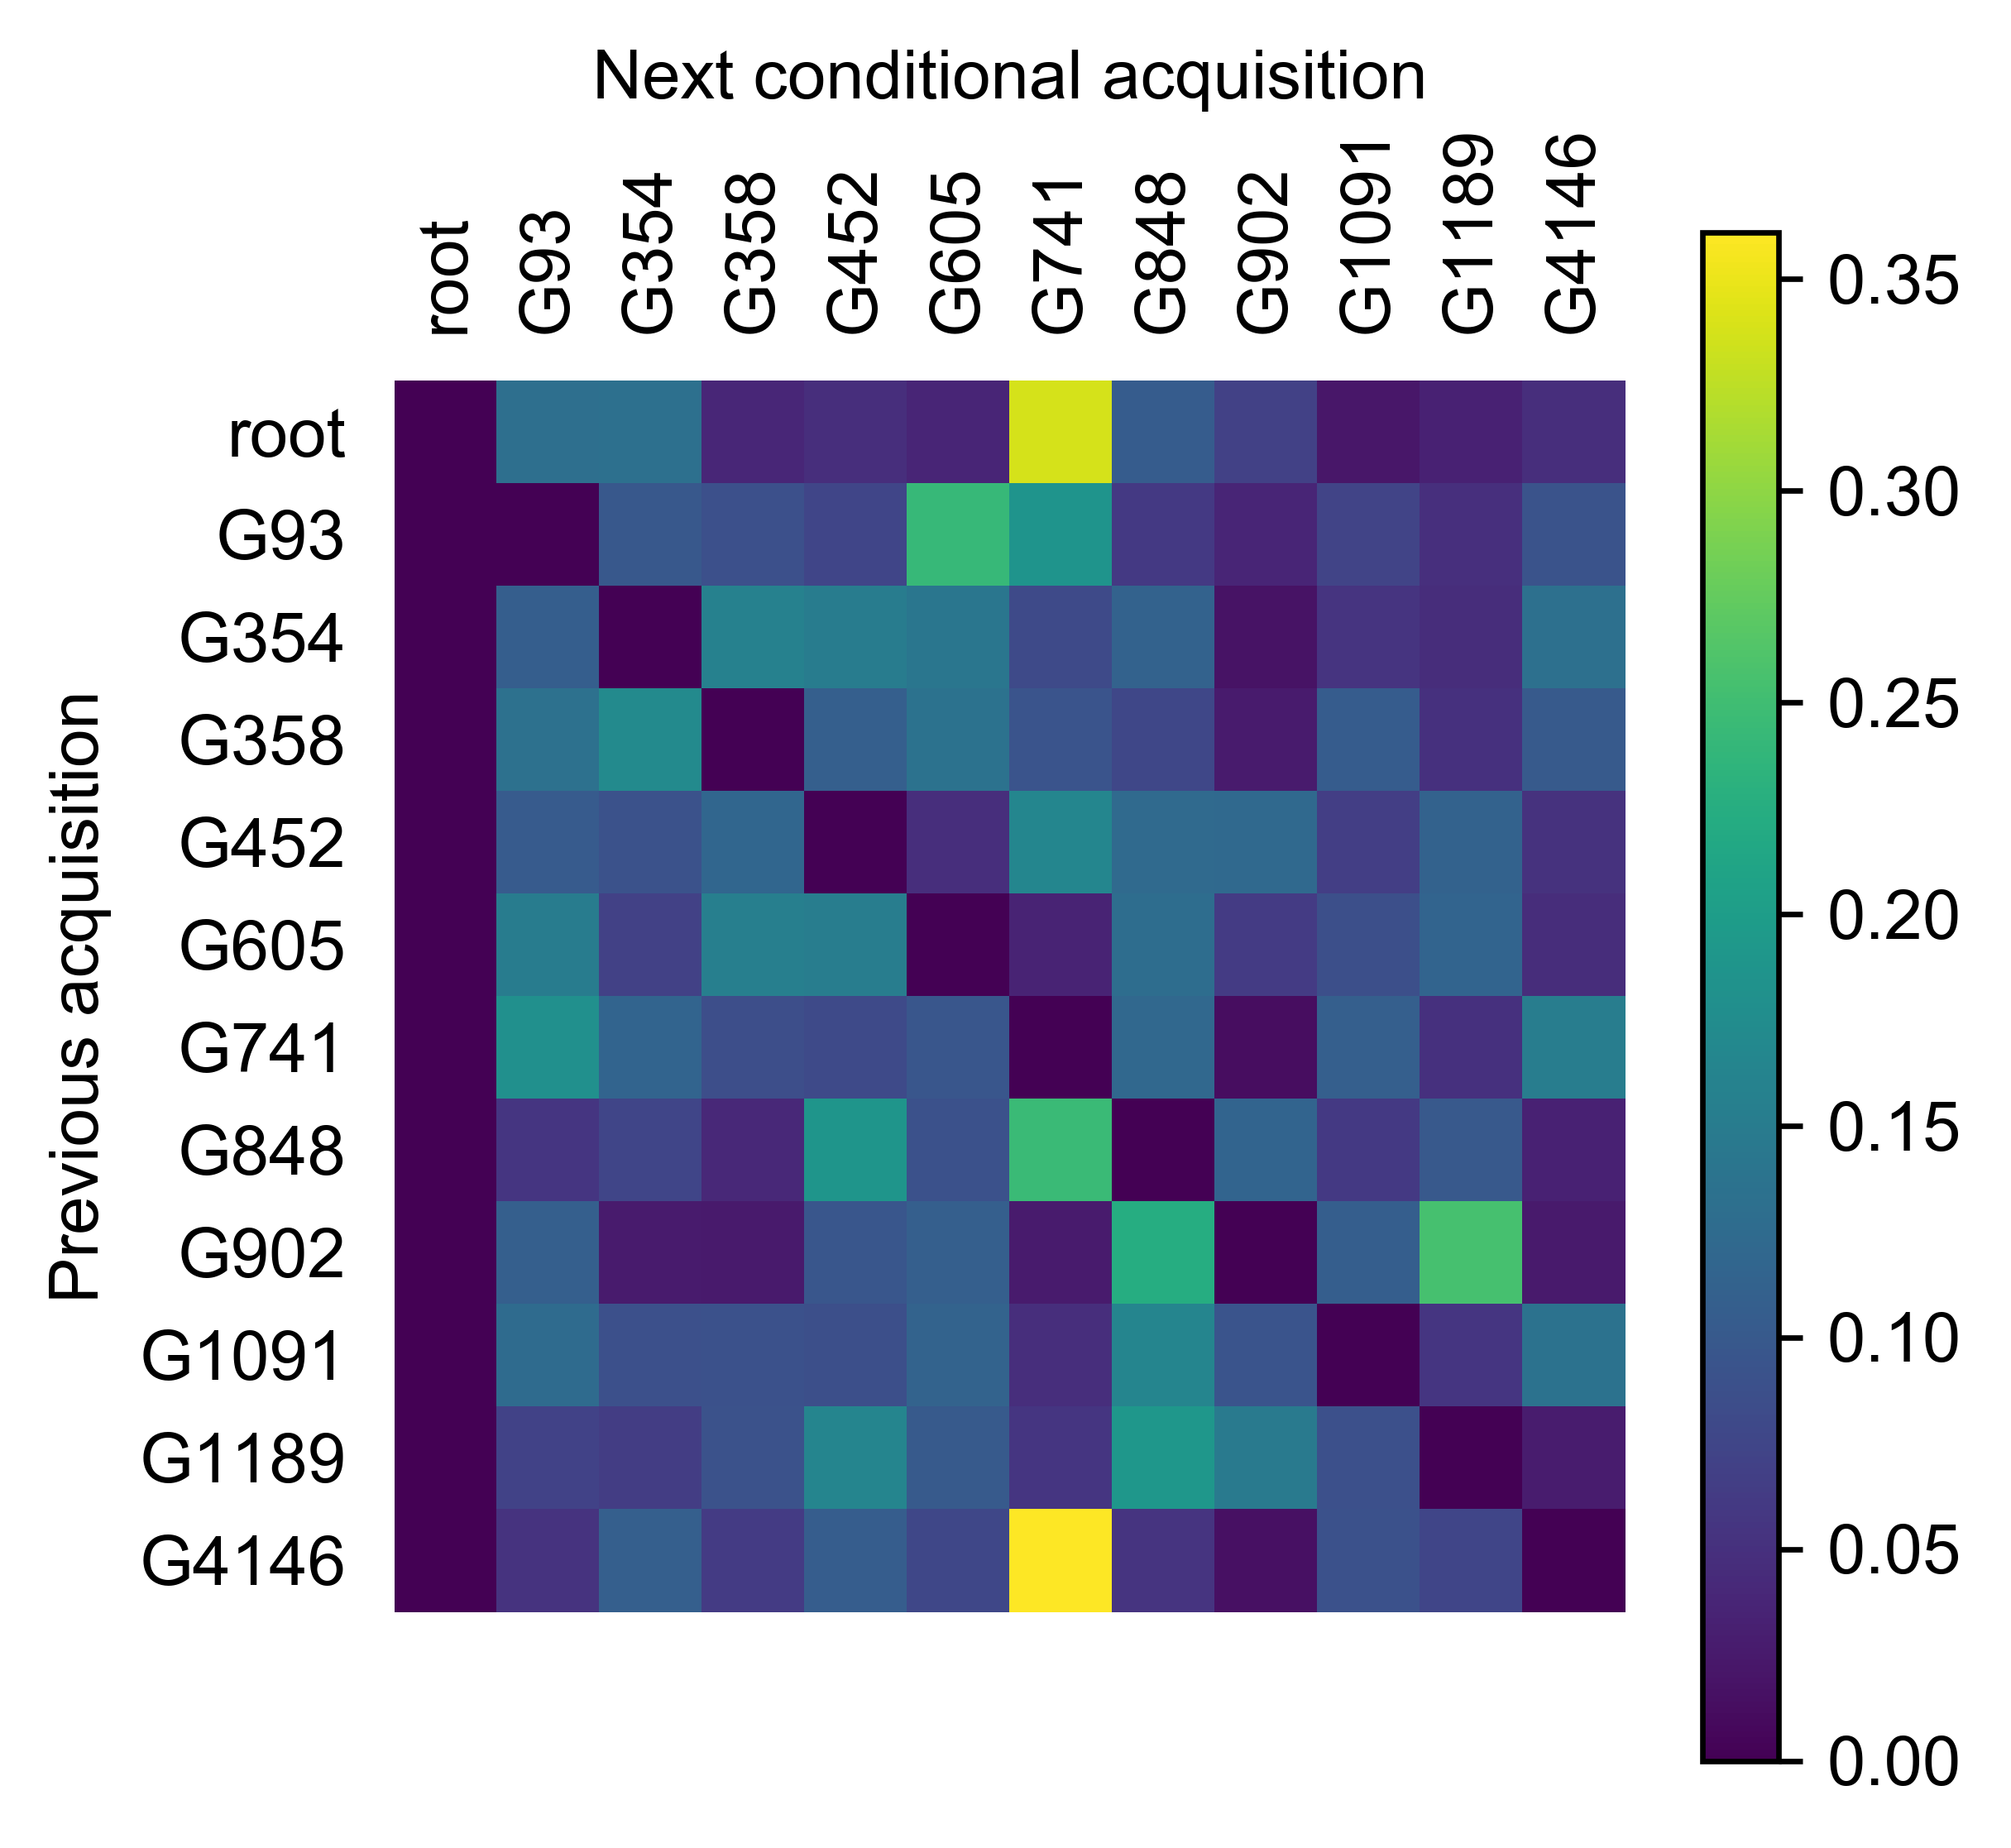 Next conditional acquisition
root
G93
G354
G358
G452
G605
G741
G848
G902
G1091
G1189
G4146
Previous acquisition
root
G93
G354
G358
G452
G605
G741
G848
G902
G1091
G1189
G4146
0.35
0.30
0.25
0.20
0.15
0.10
0.05
0.00